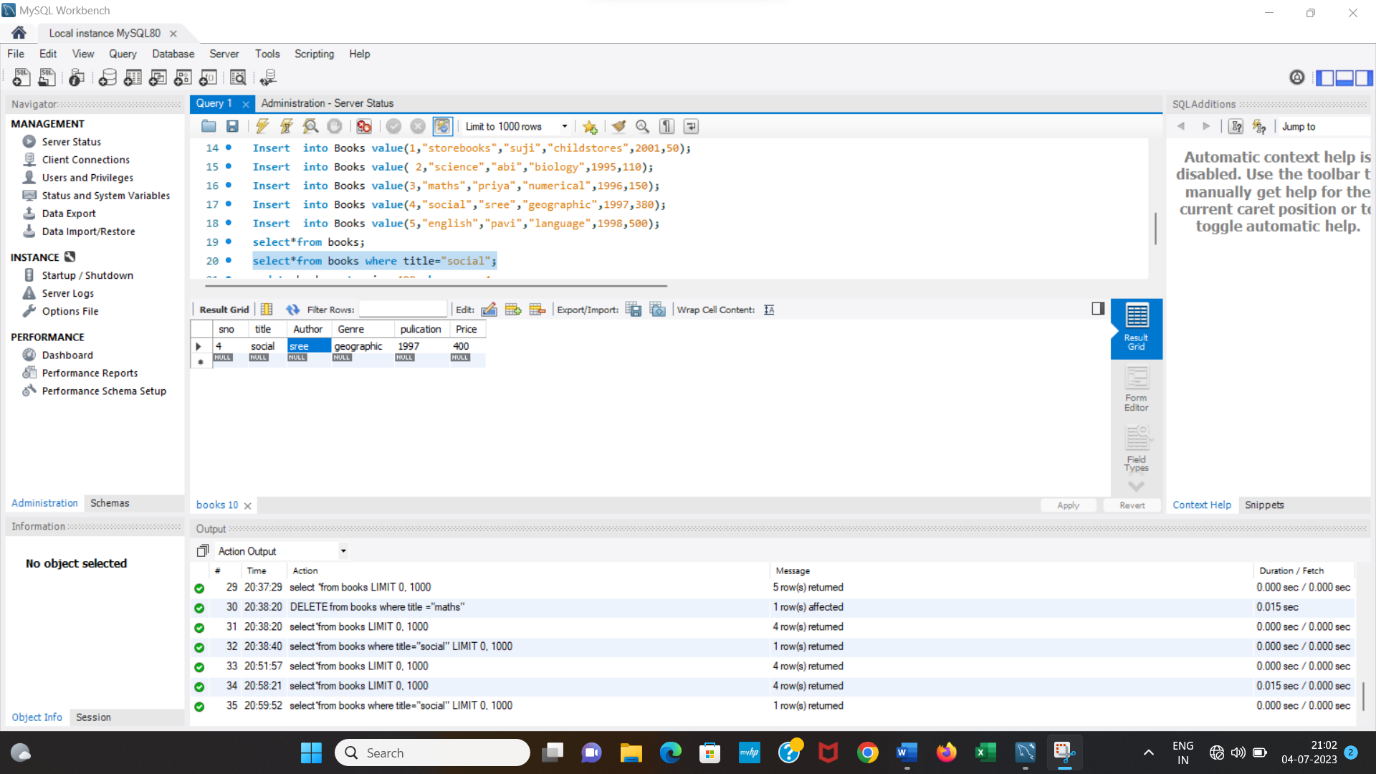 MySQL Workbench
Local instance MySQL80
File Edit View Query Database Server Tools Scripting Help
Navigator
MANAGEMENT
Server Status
Client Connections
Users and Privileges
Status and System Variables
Data Export
Data Import/Restore
INSTANCE
Startup / Shutdown
Server Logs
Options File
PERFORMANCE
Dashboard
Performance Reports
Performance Schema Setup
Administration Schemas
Information
No object selected
Object Info Session
Query 1 Administration - Server Status
Limit to 1000 rows
14 Insert into Books value(1,"storebooks","suji","childstores",2001,50);
15 Insert into Books value( 2,"science","abi","biology",1995,110);
16 Insert into Books value(3,"maths","priya","numerical",1996,150);
17 Insert into Books value(4,"social","sree","geographic",1997,380);
18 Insert into Books value(5,"english","pavi","language",1998,500);
19 select*from books;
20 select*from books where title="social";
Result Grid Filter Rows: Edit: Export/Import: Wrap Cell Content:
sno title Author Genre pulication Price
4 social sree geographic 1997 400
NULL NULL NULL NULL NULL NULL
Result Grid
Form Editor
Field Types
books 10 Apply Revert
SQLAdditions
Jump to
Automatic context help is
disabled. Use the toolbar t
manually get help for the
current caret position or to
toggle automatic help.
Context Help Snippets
Output
Action Output
# Time Action Message Duration / Fetch
29 20:37:29 select *from books LIMIT 0, 1000 5 row(s) returned 0.000 sec / 0.000 sec
30 20:38:20 DELETE from books where title ="maths" 1 row(s) affected 0.015 sec
31 20:38:20 select*from books LIMIT 0, 1000 4 row(s) returned 0.000 sec / 0.000 sec
32 20:38:40 select*from books where title="social" LIMIT 0, 1000 1 row(s) returned 0.000 sec / 0.000 sec
33 20:51:57 select*from books LIMIT 0, 1000 4 row(s) returned 0.000 sec / 0.000 sec
34 20:58:21 select*from books LIMIT 0, 1000 4 row(s) returned 0.015 sec / 0.000 sec
35 20:59:52 select*from books where title="social" LIMIT 0, 1000 1 row(s) returned 0.000 sec / 0.000 sec
Search
myhp
ENG
IN
21:02
04-07-2023
2